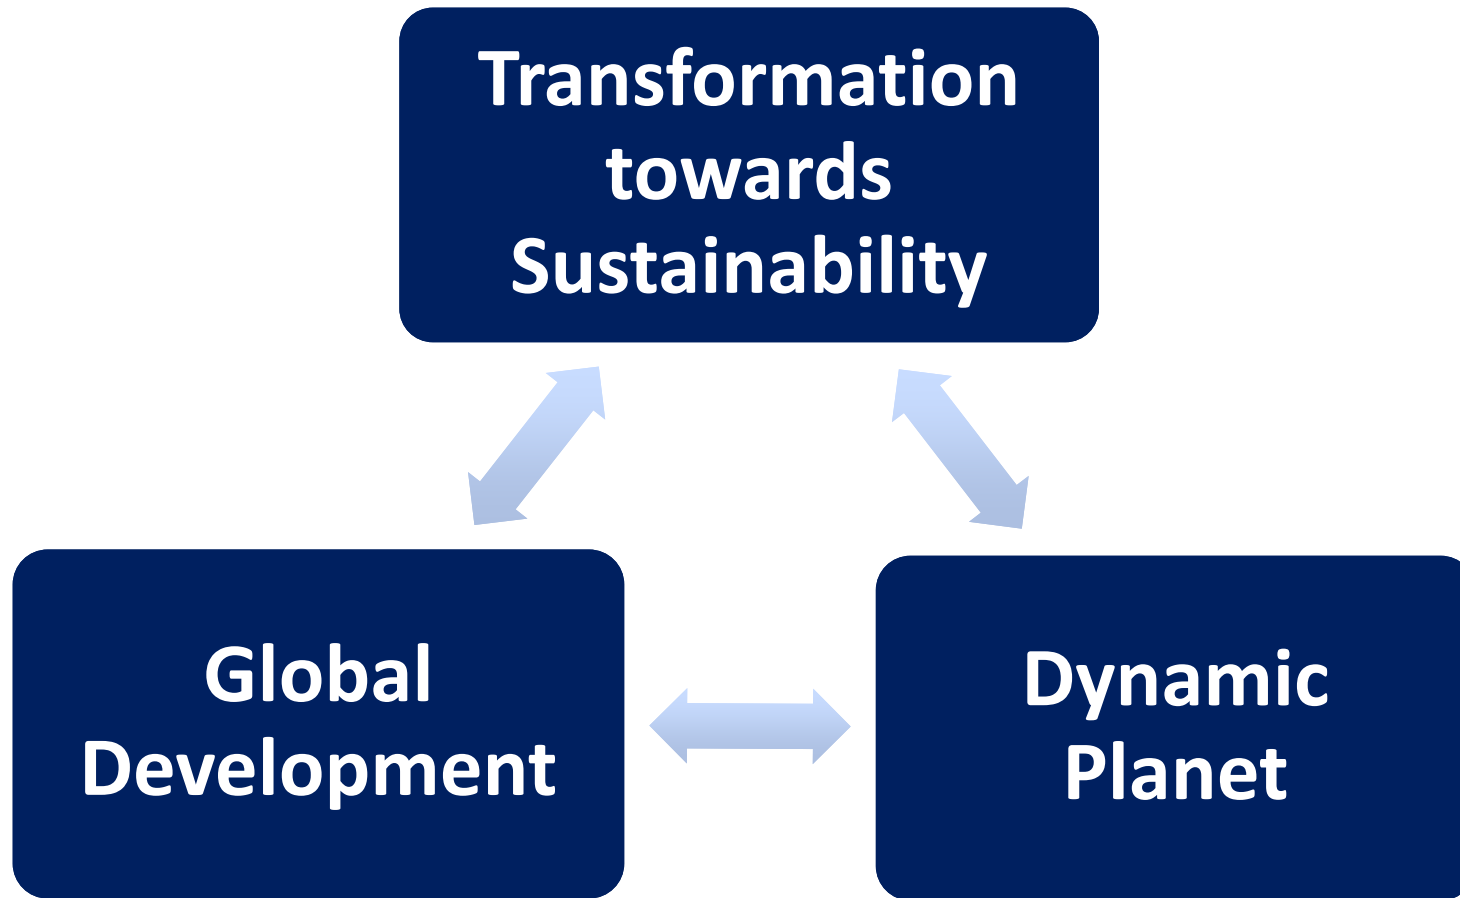 Transformation
towards
Sustainability
Global
Development
Dynamic
Planet